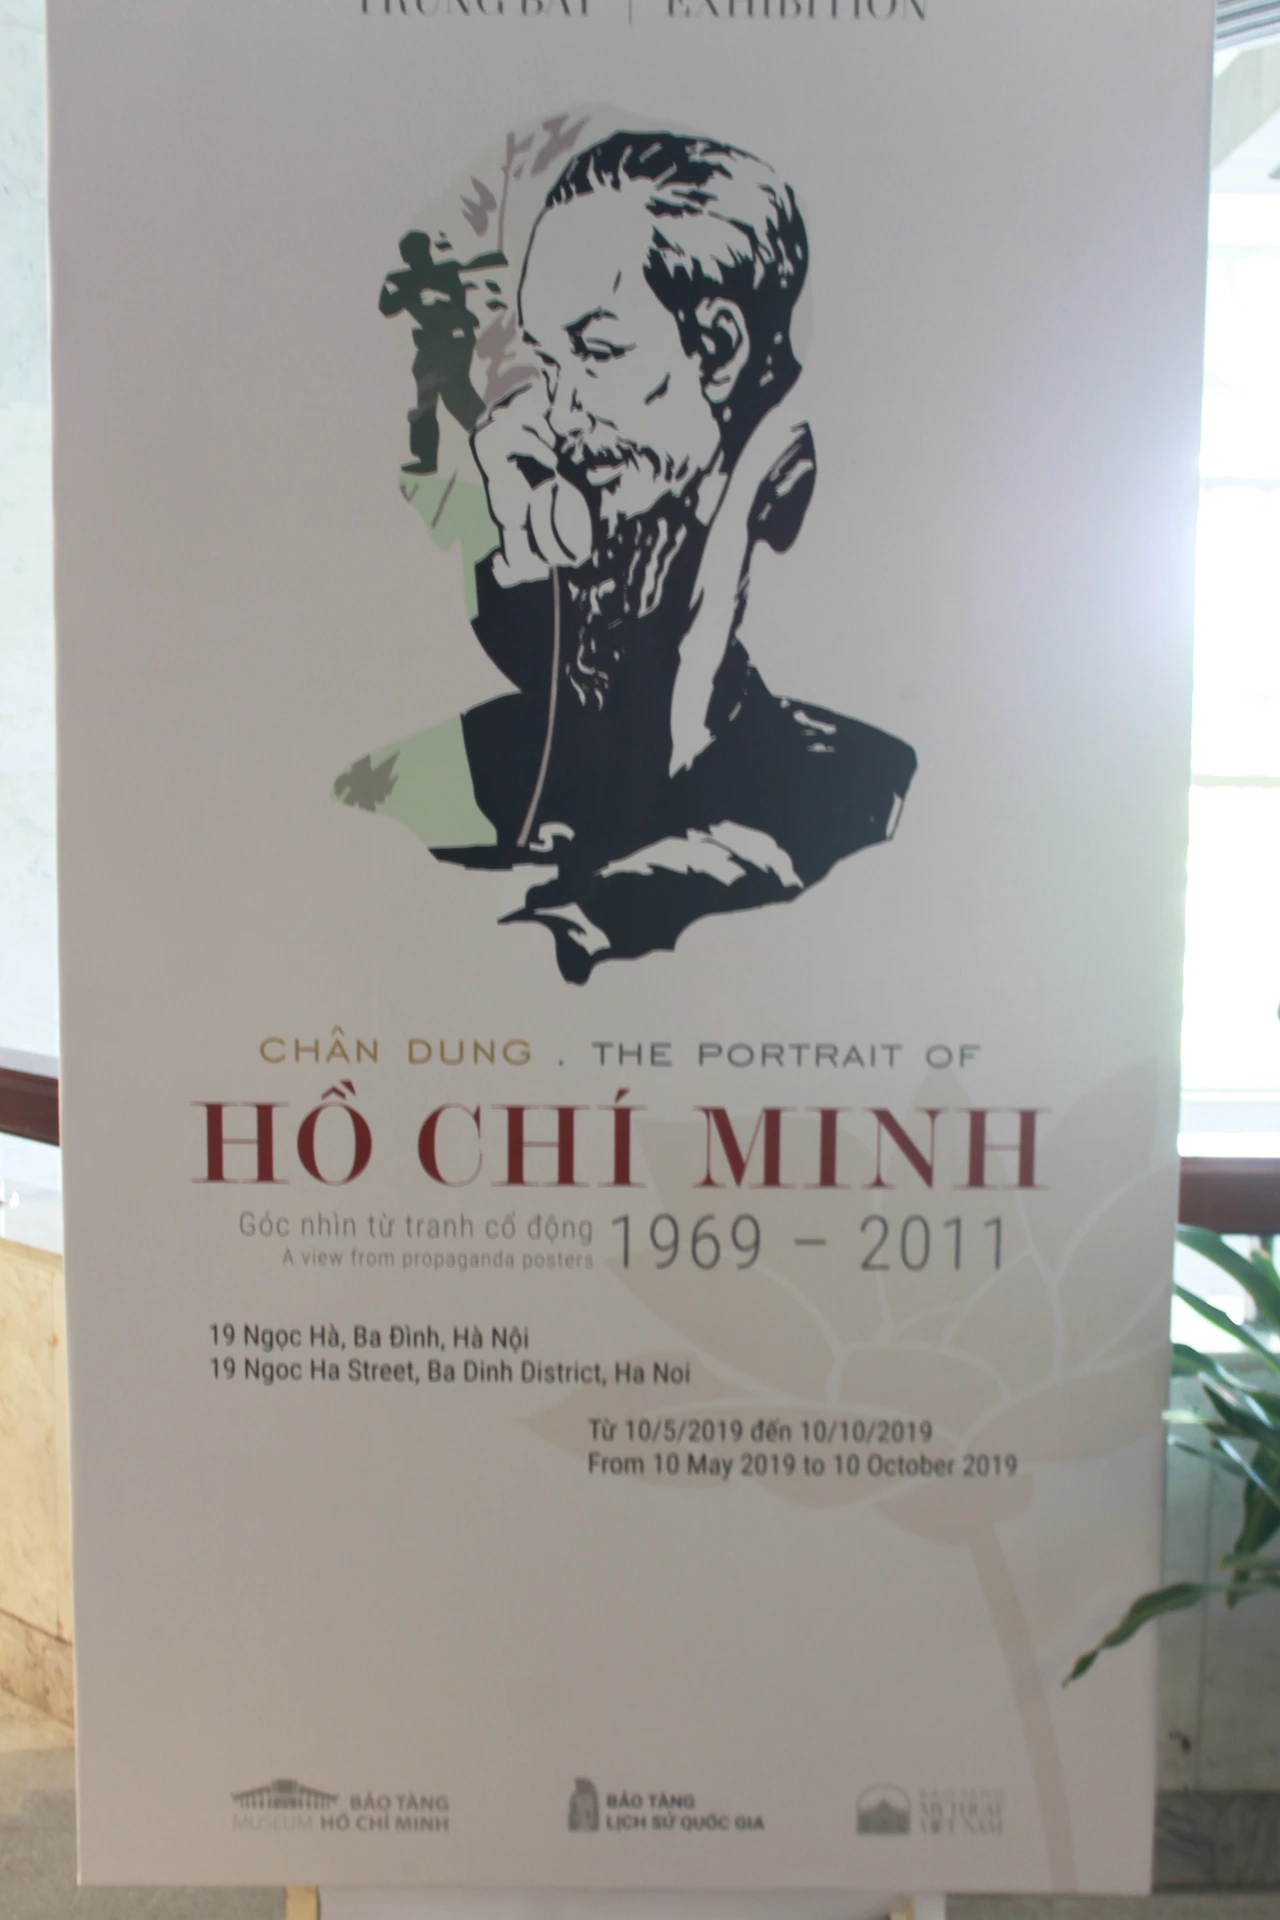 TRƯNG BÀY | EXHIBITION
CHÂN DUNG . THE PORTRAIT OF
HỒ CHÍ MINH
Góc nhìn từ tranh cổ động
A view from propaganda posters
1969 – 2011
19 Ngọc Hà, Ba Đình, Hà Nội
19 Ngoc Ha Street, Ba Dinh District, Ha Noi
Từ 10/5/2019 đến 10/10/2019
From 10 May 2019 to 10 October 2019
BẢO TÀNG
MUSEUM HỒ CHÍ MINH
BẢO TÀNG
LỊCH SỬ QUỐC GIA
BẢO TÀNG
MỸ THUẬT
VIỆT NAM